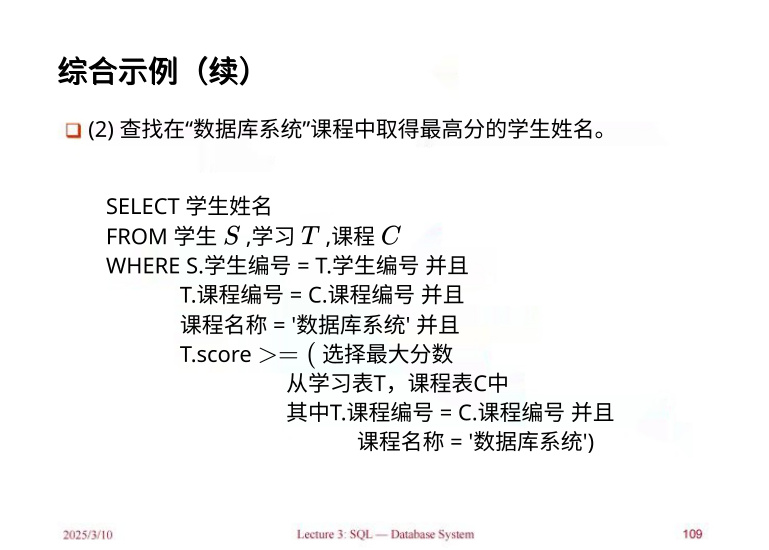 综合示例（续）
(2) 查找在“数据库系统”课程中取得最高分的学生姓名。
SELECT 学生姓名
FROM 学生 S ,学习 T ,课程 C
WHERE S.学生编号 = T.学生编号 并且
T.课程编号 = C.课程编号 并且
课程名称 = '数据库系统' 并且
T.score >= ( 选择最大分数
从学习表T，课程表C中
其中T.课程编号 = C.课程编号 并且
课程名称 = '数据库系统')
2025/3/10 Lecture 3: SQL — Database System 109